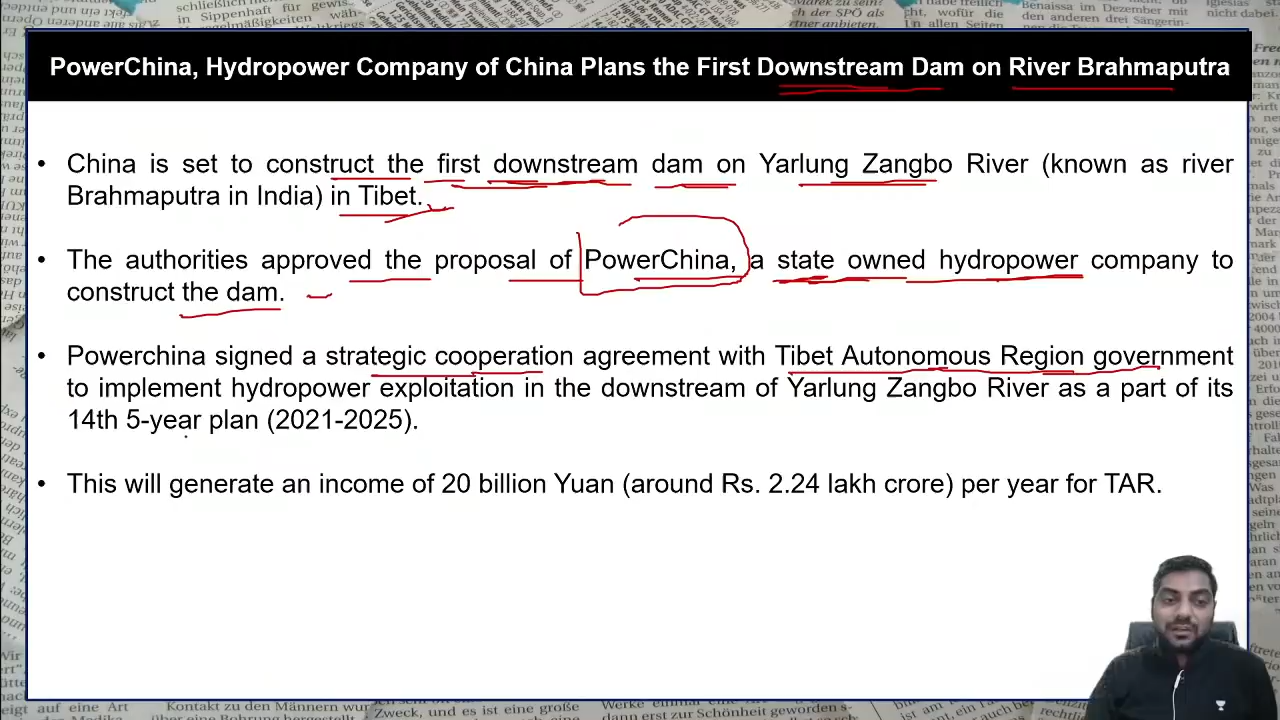 PowerChina, Hydropower Company of China Plans the First Downstream Dam on River Brahmaputra
• China is set to construct the first downstream dam on Yarlung Zangbo River (known as river
Brahmaputra in India) in Tibet.
• The authorities approved the proposal of PowerChina, a state owned hydropower company to
construct the dam.
• Powerchina signed a strategic cooperation agreement with Tibet Autonomous Region government
to implement hydropower exploitation in the downstream of Yarlung Zangbo River as a part of its
14th 5-year plan (2021-2025).
• This will generate an income of 20 billion Yuan (around Rs. 2.24 lakh crore) per year for TAR.